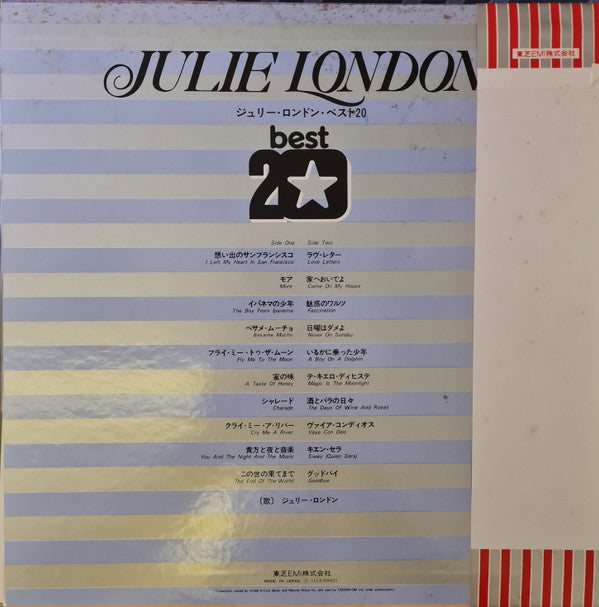 JULIE LONDON
東芝EMI株式会社
ジュリー・ロンドン・ベスト20
best
20
Side One
Side Two
想い出のサンフランシスコ
I Left My Heart In San Francisco
ラヴ・レター
Love Letters
モア
More
家へおいでよ
Come On My House
イパネマの少年
The Boy From Ipanema
魅惑のワルツ
Fascination
ベサメ・ムーチョ
Besame Mucho
日曜はダメよ
Never On Sunday
フライ・ミー・トゥ・ザ・ムーン
Fly Me To The Moon
いるかに乗った少年
A Boy On A Dolphin
蜜の味
A Taste Of Honey
テ・キエロ・ディヒステ
Magic Is The Moonlight
シャレード
Charade
酒とバラの日々
The Days Of Wine And Roses
クライ・ミー・ア・リバー
Cry Me A River
ヴァイア・コンディオス
Vaya Con Dios
貴方と夜と音楽
You And The Night And The Music
キエン・セラ
Sway (Quien Sera)
この世の果てまで
The End Of The World
グッドバイ
Goodbye
〔歌〕 ジュリー・ロンドン
東芝EMI株式会社
MADE IN JAPAN